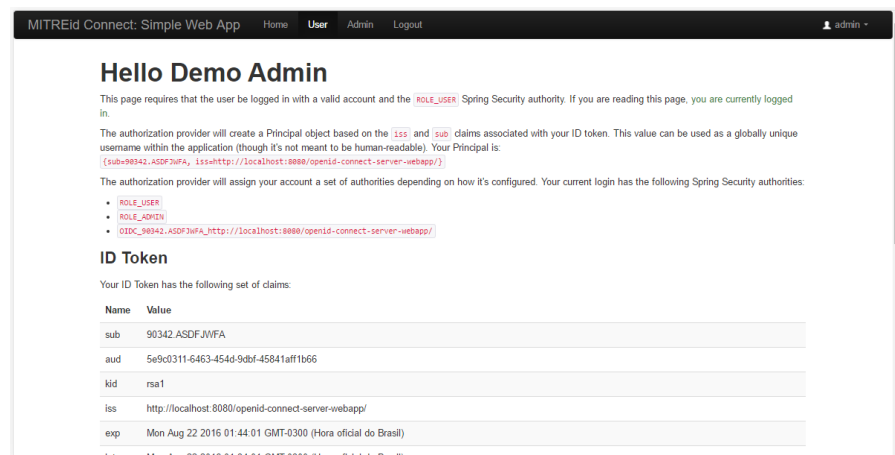 MITREid Connect: Simple Web App Home User Admin Logout admin
Hello Demo Admin
This page requires that the user be logged in with a valid account and the ROLE_USER Spring Security authority. If you are reading this page, you are currently logged
in.
The authorization provider will create a Principal object based on the iss and sub claims associated with your ID token. This value can be used as a globally unique
username within the application (though it's not meant to be human-readable). Your Principal is:
{sub=90342.ASDFJWFA, iss=http://localhost:8080/openid-connect-server-webapp/}
The authorization provider will assign your account a set of authorities depending on how it's configured. Your current login has the following Spring Security authorities:
ROLE_USER
ROLE_ADMIN
OIDC_90342.ASDFJWFA_http://localhost:8080/openid-connect-server-webapp/
ID Token
Your ID Token has the following set of claims:
Name Value
sub 90342.ASDFJWFA
aud 5e9c0311-6463-454d-9dbf-45841aff1b66
kid rsa1
iss http://localhost:8080/openid-connect-server-webapp/
exp Mon Aug 22 2016 01:44:01 GMT-0300 (Hora oficial do Brasil)